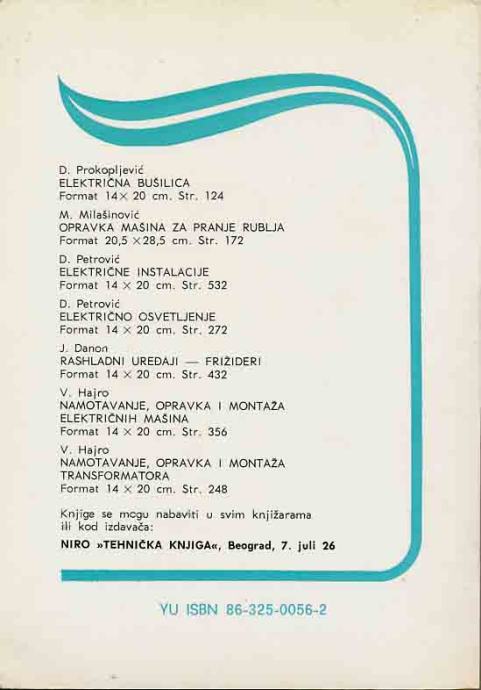 D. Prokopljević
ELEKTRIČNA BUŠILICA
Format 14 × 20 cm. Str. 124
M. Milašinović
OPRAVKA MAŠINA ZA PRANJE RUBLJA
Format 20,5 × 28,5 cm. Str. 172
D. Petrović
ELEKTRIČNE INSTALACIJE
Format 14 × 20 cm. Str. 532
D. Petrović
ELEKTRIČNO OSVETLJENJE
Format 14 × 20 cm. Str. 272
J. Danon
RASHLADNI UREĐAJI — FRIŽIDERI
Format 14 × 20 cm. Str. 432
V. Hajro
NAMOTAVANJE, OPRAVKA I MONTAŽA
ELEKTRIČNIH MAŠINA
Format 14 × 20 cm. Str. 356
V. Hajro
NAMOTAVANJE, OPRAVKA I MONTAŽA
TRANSFORMATORA
Format 14 × 20 cm. Str. 248
Knjige se mogu nabaviti u svim knjižarama
ili kod izdavača:
NIRO »TEHNIČKA KNJIGA«, Beograd, 7. juli 26
YU ISBN 86-325-0056-2